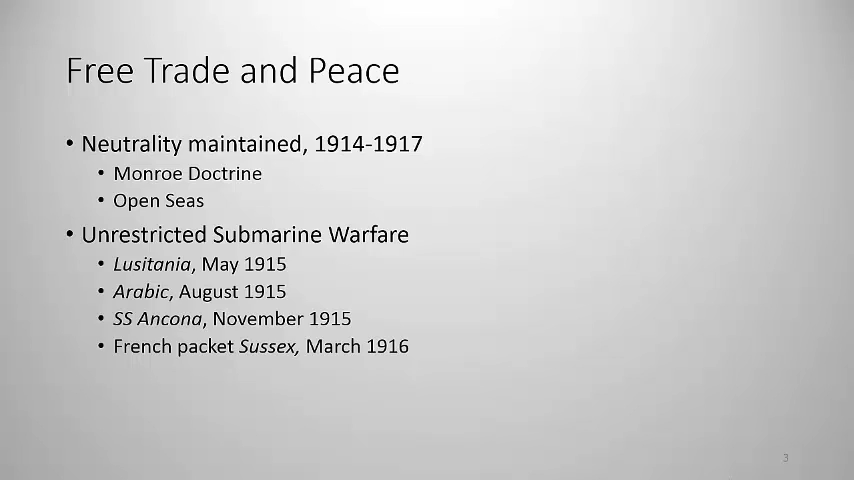 Free Trade and Peace
• Neutrality maintained, 1914-1917
• Monroe Doctrine
• Open Seas
• Unrestricted Submarine Warfare
• Lusitania, May 1915
• Arabic, August 1915
• SS Ancona, November 1915
• French packet Sussex, March 1916
3